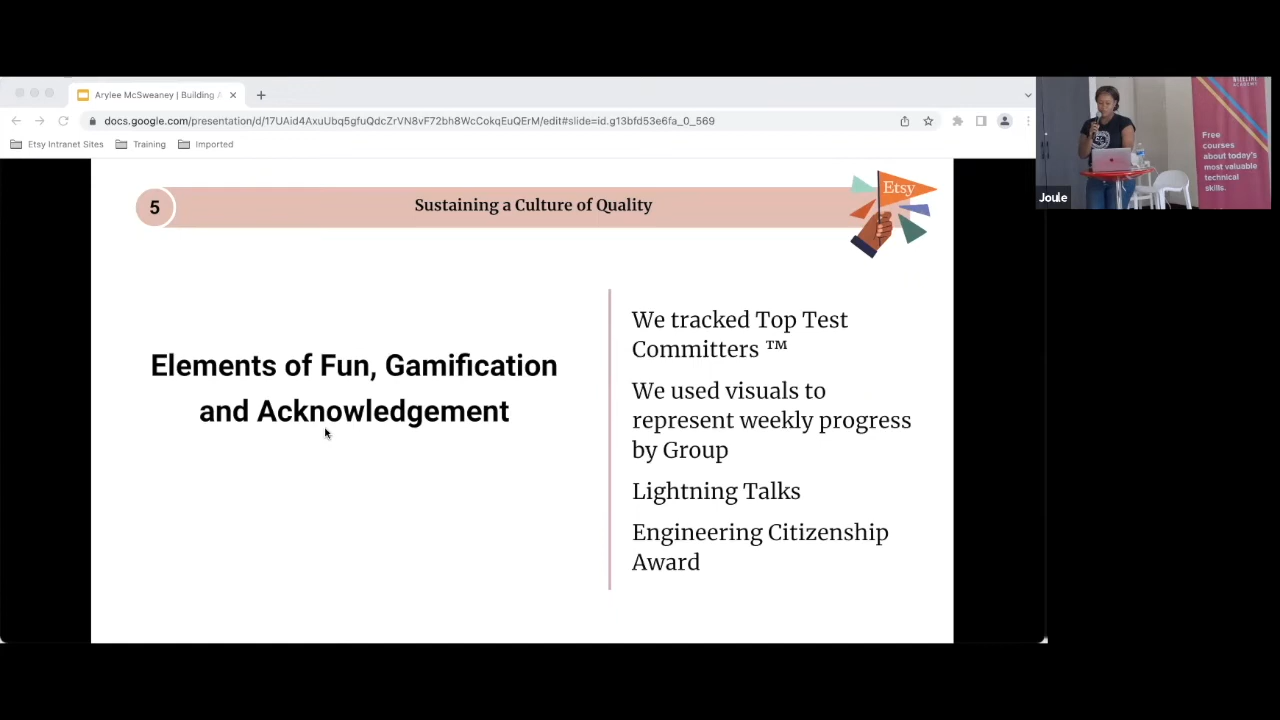 Arylee McSweaney | Building A
docs.google.com/presentation/d/17UAid4AxuUbq5gfuQdcZrVN8vF72bh8WcCokqEuQErM/edit#slide=id.g13bfd53e6fa_0_569
Etsy Intranet Sites
Training
Imported
5
Sustaining a Culture of Quality
Etsy
Elements of Fun, Gamification
and Acknowledgement
We tracked Top Test
Committers ™
We used visuals to
represent weekly progress
by Group
Lightning Talks
Engineering Citizenship
Award
ACADEMY
Free
courses
about today's
most valuable
technical
skills.
Joule